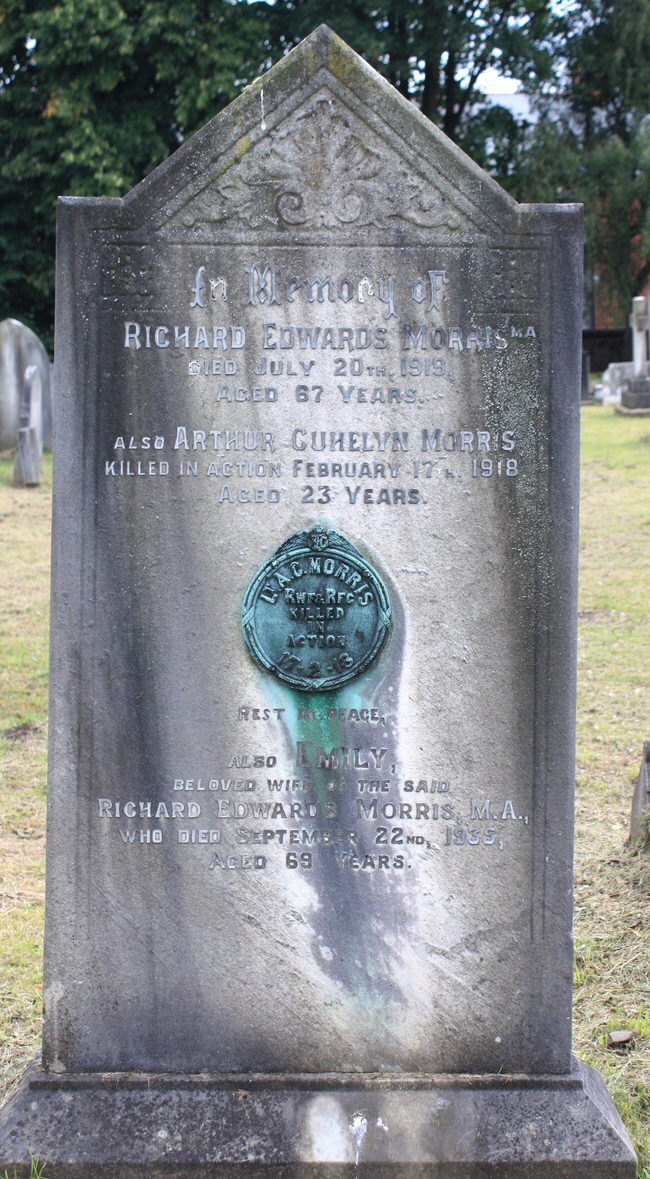 In Memory of
RICHARD EDWARDS MORRIS MA
DIED JULY 20TH, 1919,
AGED 67 YEARS.
ALSO ARTHUR CUHELYN MORRIS
KILLED IN ACTION FEBRUARY 17TH, 1918
AGED 23 YEARS.
LT A.C. MORRIS
RWF & RFC
KILLED
IN
ACTION
17-2-18
REST IN PEACE,
ALSO EMILY,
BELOVED WIFE OF THE SAID
RICHARD EDWARDS MORRIS, M.A.,
WHO DIED SEPTEMBER 22ND, 1935,
AGED 69 YEARS.